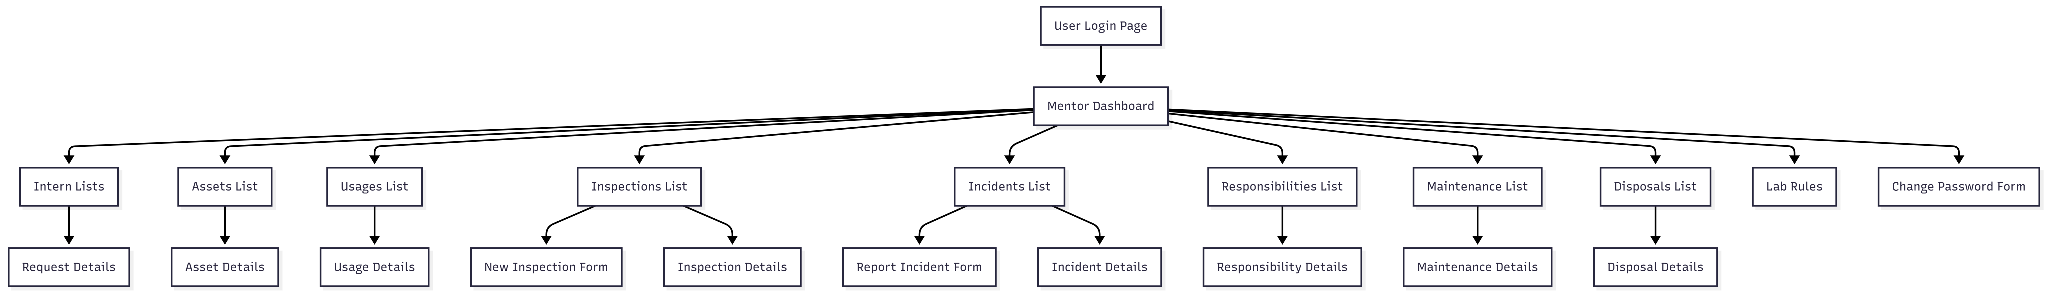 User Login Page
Mentor Dashboard
Intern Lists
Assets List
Usages List
Inspections List
Incidents List
Responsibilities List
Maintenance List
Disposals List
Lab Rules
Change Password Form
Request Details
Asset Details
Usage Details
New Inspection Form
Inspection Details
Report Incident Form
Incident Details
Responsibility Details
Maintenance Details
Disposal Details